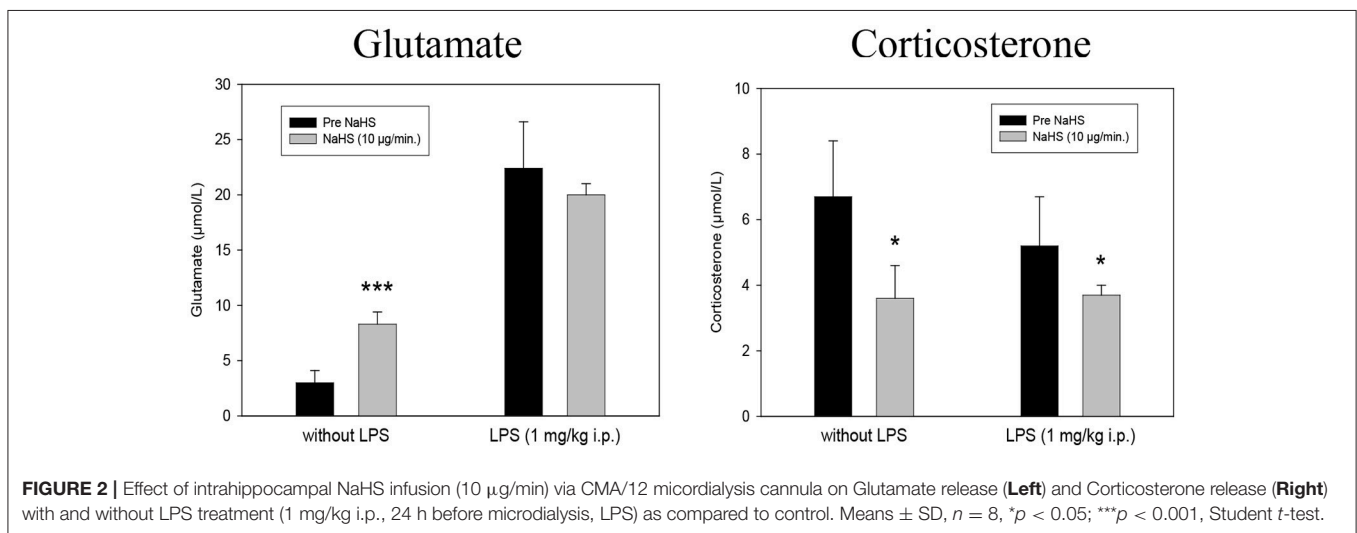 Glutamate
Corticosterone
30
25
20
15
10
5
0
Glutamate (µmol/L)
Pre NaHS
NaHS (10 µg/min.)
***
without LPS
LPS (1 mg/kg i.p.)
10
8
6
4
2
0
Corticosterone (µmol/L)
Pre NaHS
NaHS (10 µg/min.)
*
*
without LPS
LPS (1 mg/kg i.p.)
FIGURE 2 | Effect of intrahippocampal NaHS infusion (10 µg/min) via CMA/12 micordialysis cannula on Glutamate release (Left) and Corticosterone release (Right)
with and without LPS treatment (1 mg/kg i.p., 24 h before microdialysis, LPS) as compared to control. Means ± SD, n = 8, *p < 0.05; ***p < 0.001, Student t-test.